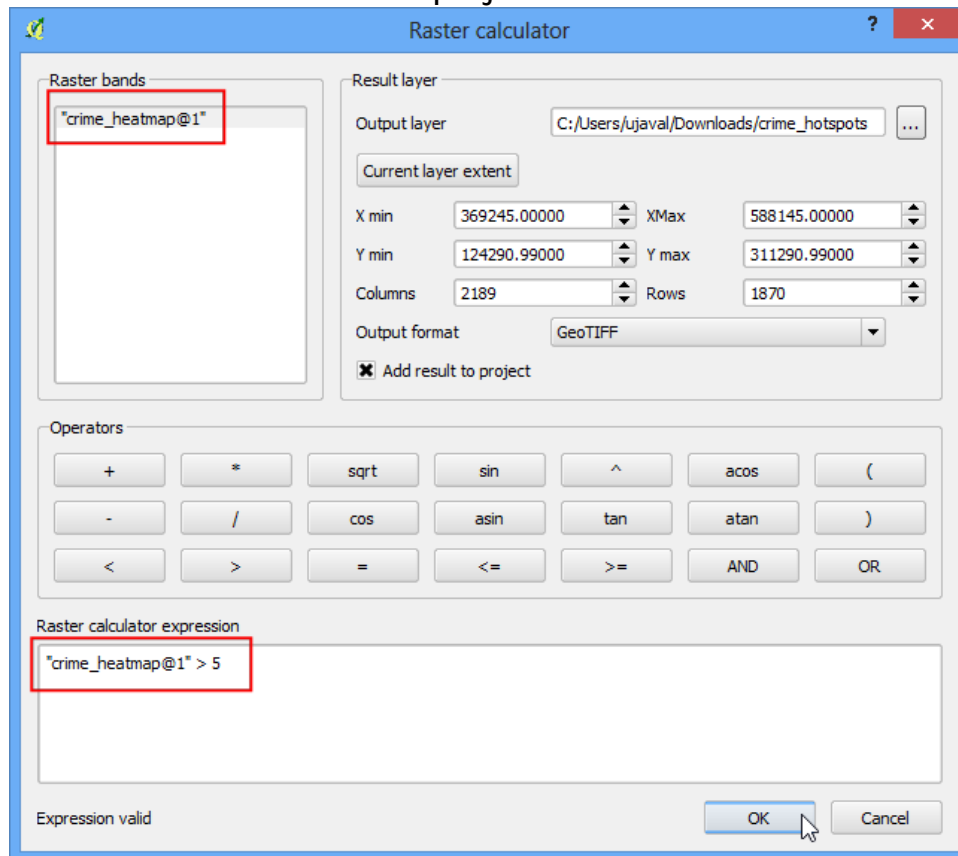 Raster calculator
?
×
Raster bands
"crime_heatmap@1"
Result layer
Output layer C:/Users/ujaval/Downloads/crime_hotspots ...
Current layer extent
X min 369245.00000 XMax 588145.00000
Y min 124290.99000 Y max 311290.99000
Columns 2189 Rows 1870
Output format GeoTIFF
Add result to project
Operators
+ * sqrt sin ^ acos (
- / cos asin tan atan )
< > = <= >= AND OR
Raster calculator expression
"crime_heatmap@1" > 5
Expression valid
OK Cancel